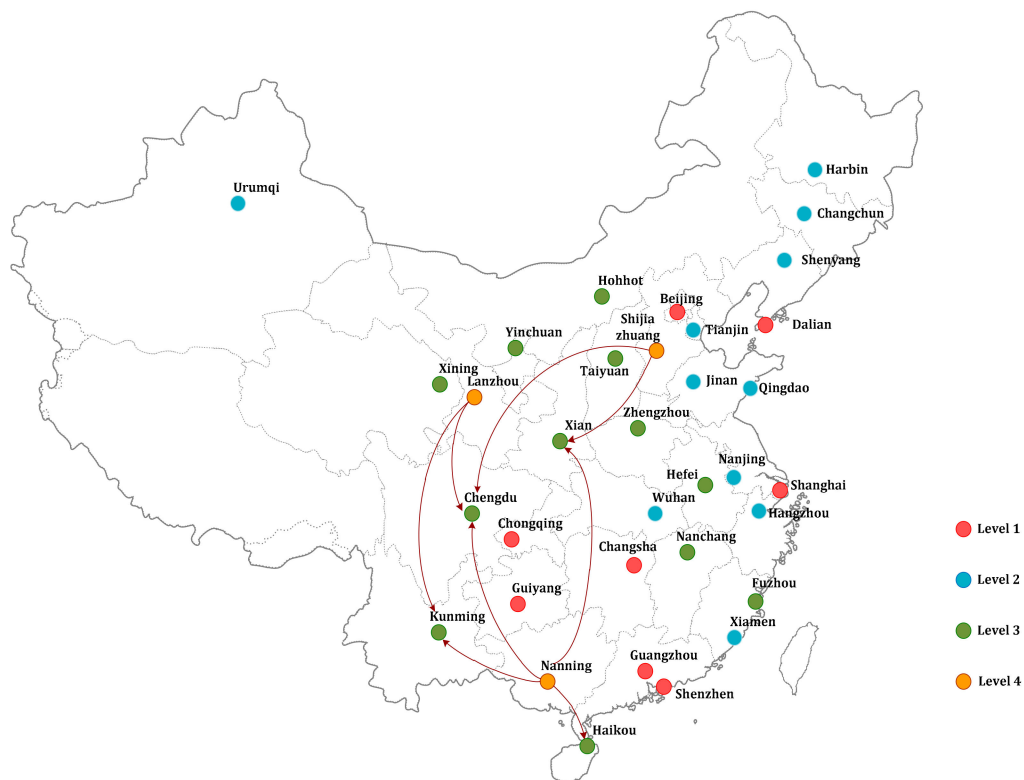 Harbin
Urumqi
Changchun
Shenyang
Hohhot
Beijing
Shijia
zhuang
Tianjin
Dalian
Yinchuan
Xining
Taiyuan
Lanzhou
Jinan
Qingdao
Zhengzhou
Xian
Nanjing
Hefei
Shanghai
Chengdu
Wuhan
Hangzhou
Chongqing
Level 1
Nanchang
Changsha
Level 2
Guiyang
Fuzhou
Kunming
Xiamen
Level 3
Guangzhou
Nanning
Level 4
Shenzhen
Haikou